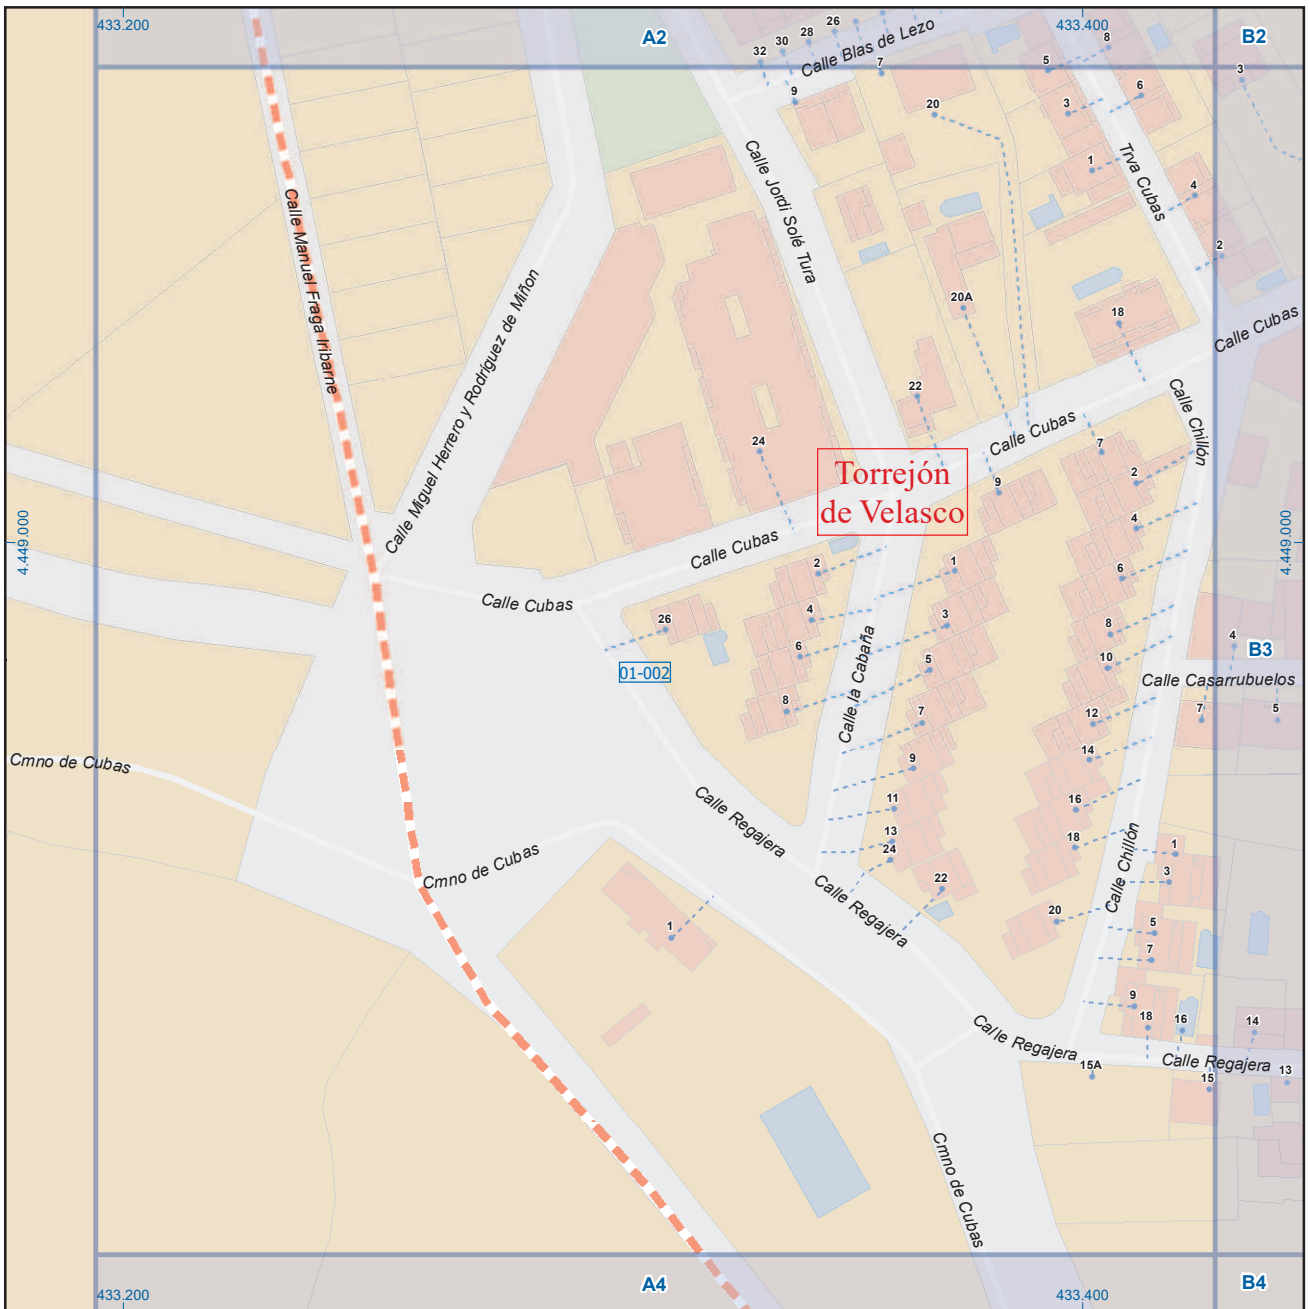 433.200
A2
433.400
B2
26
28
30
32
Calle Blas de Lezo
7
9
20
5
8
3
6
1
3
4
2
Trva Cubas
Calle Jordi Solé Tura
Calle Manuel Fraga Iribarne
Calle Miguel Herrero y Rodríguez de Miñon
20A
18
22
24
Calle Cubas
Calle Cubas
Calle Chillón
Torrejón
de Velasco
9
7
2
4
6
8
10
12
14
16
18
20
4.449.000
4.449.000
Calle Cubas
Calle Cubas
26
01-002
2
4
6
8
Calle la Cabaña
1
3
5
7
9
11
13
24
22
4
B3
Calle Casarrubuelos
7
5
Cmno de Cubas
Cmno de Cubas
Calle Regajera
Calle Regajera
Calle Chillón
1
3
5
7
9
18
16
14
1
Calle Regajera
Calle Regajera
15A
15
13
Cmno de Cubas
433.200
A4
433.400
B4